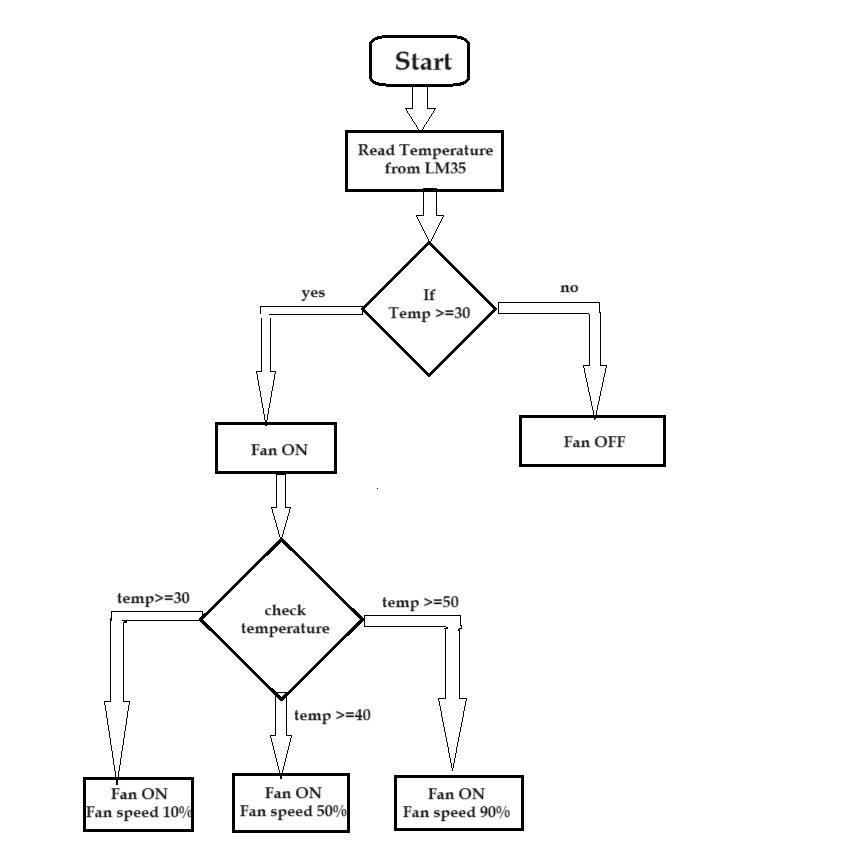 Start
Read Temperature
from LM35
If
Temp >=30
yes
no
Fan ON
Fan OFF
check
temperature
temp>=30
temp >=50
temp >=40
Fan ON
Fan speed 10%
Fan ON
Fan speed 50%
Fan ON
Fan speed 90%